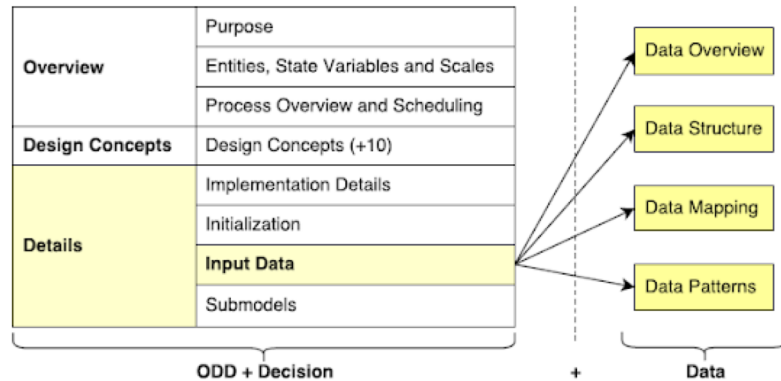 Overview
Purpose
Entities, State Variables and Scales
Process Overview and Scheduling
Design Concepts
Design Concepts (+10)
Details
Implementation Details
Initialization
Input Data
Submodels
Data Overview
Data Structure
Data Mapping
Data Patterns
ODD + Decision
+
Data